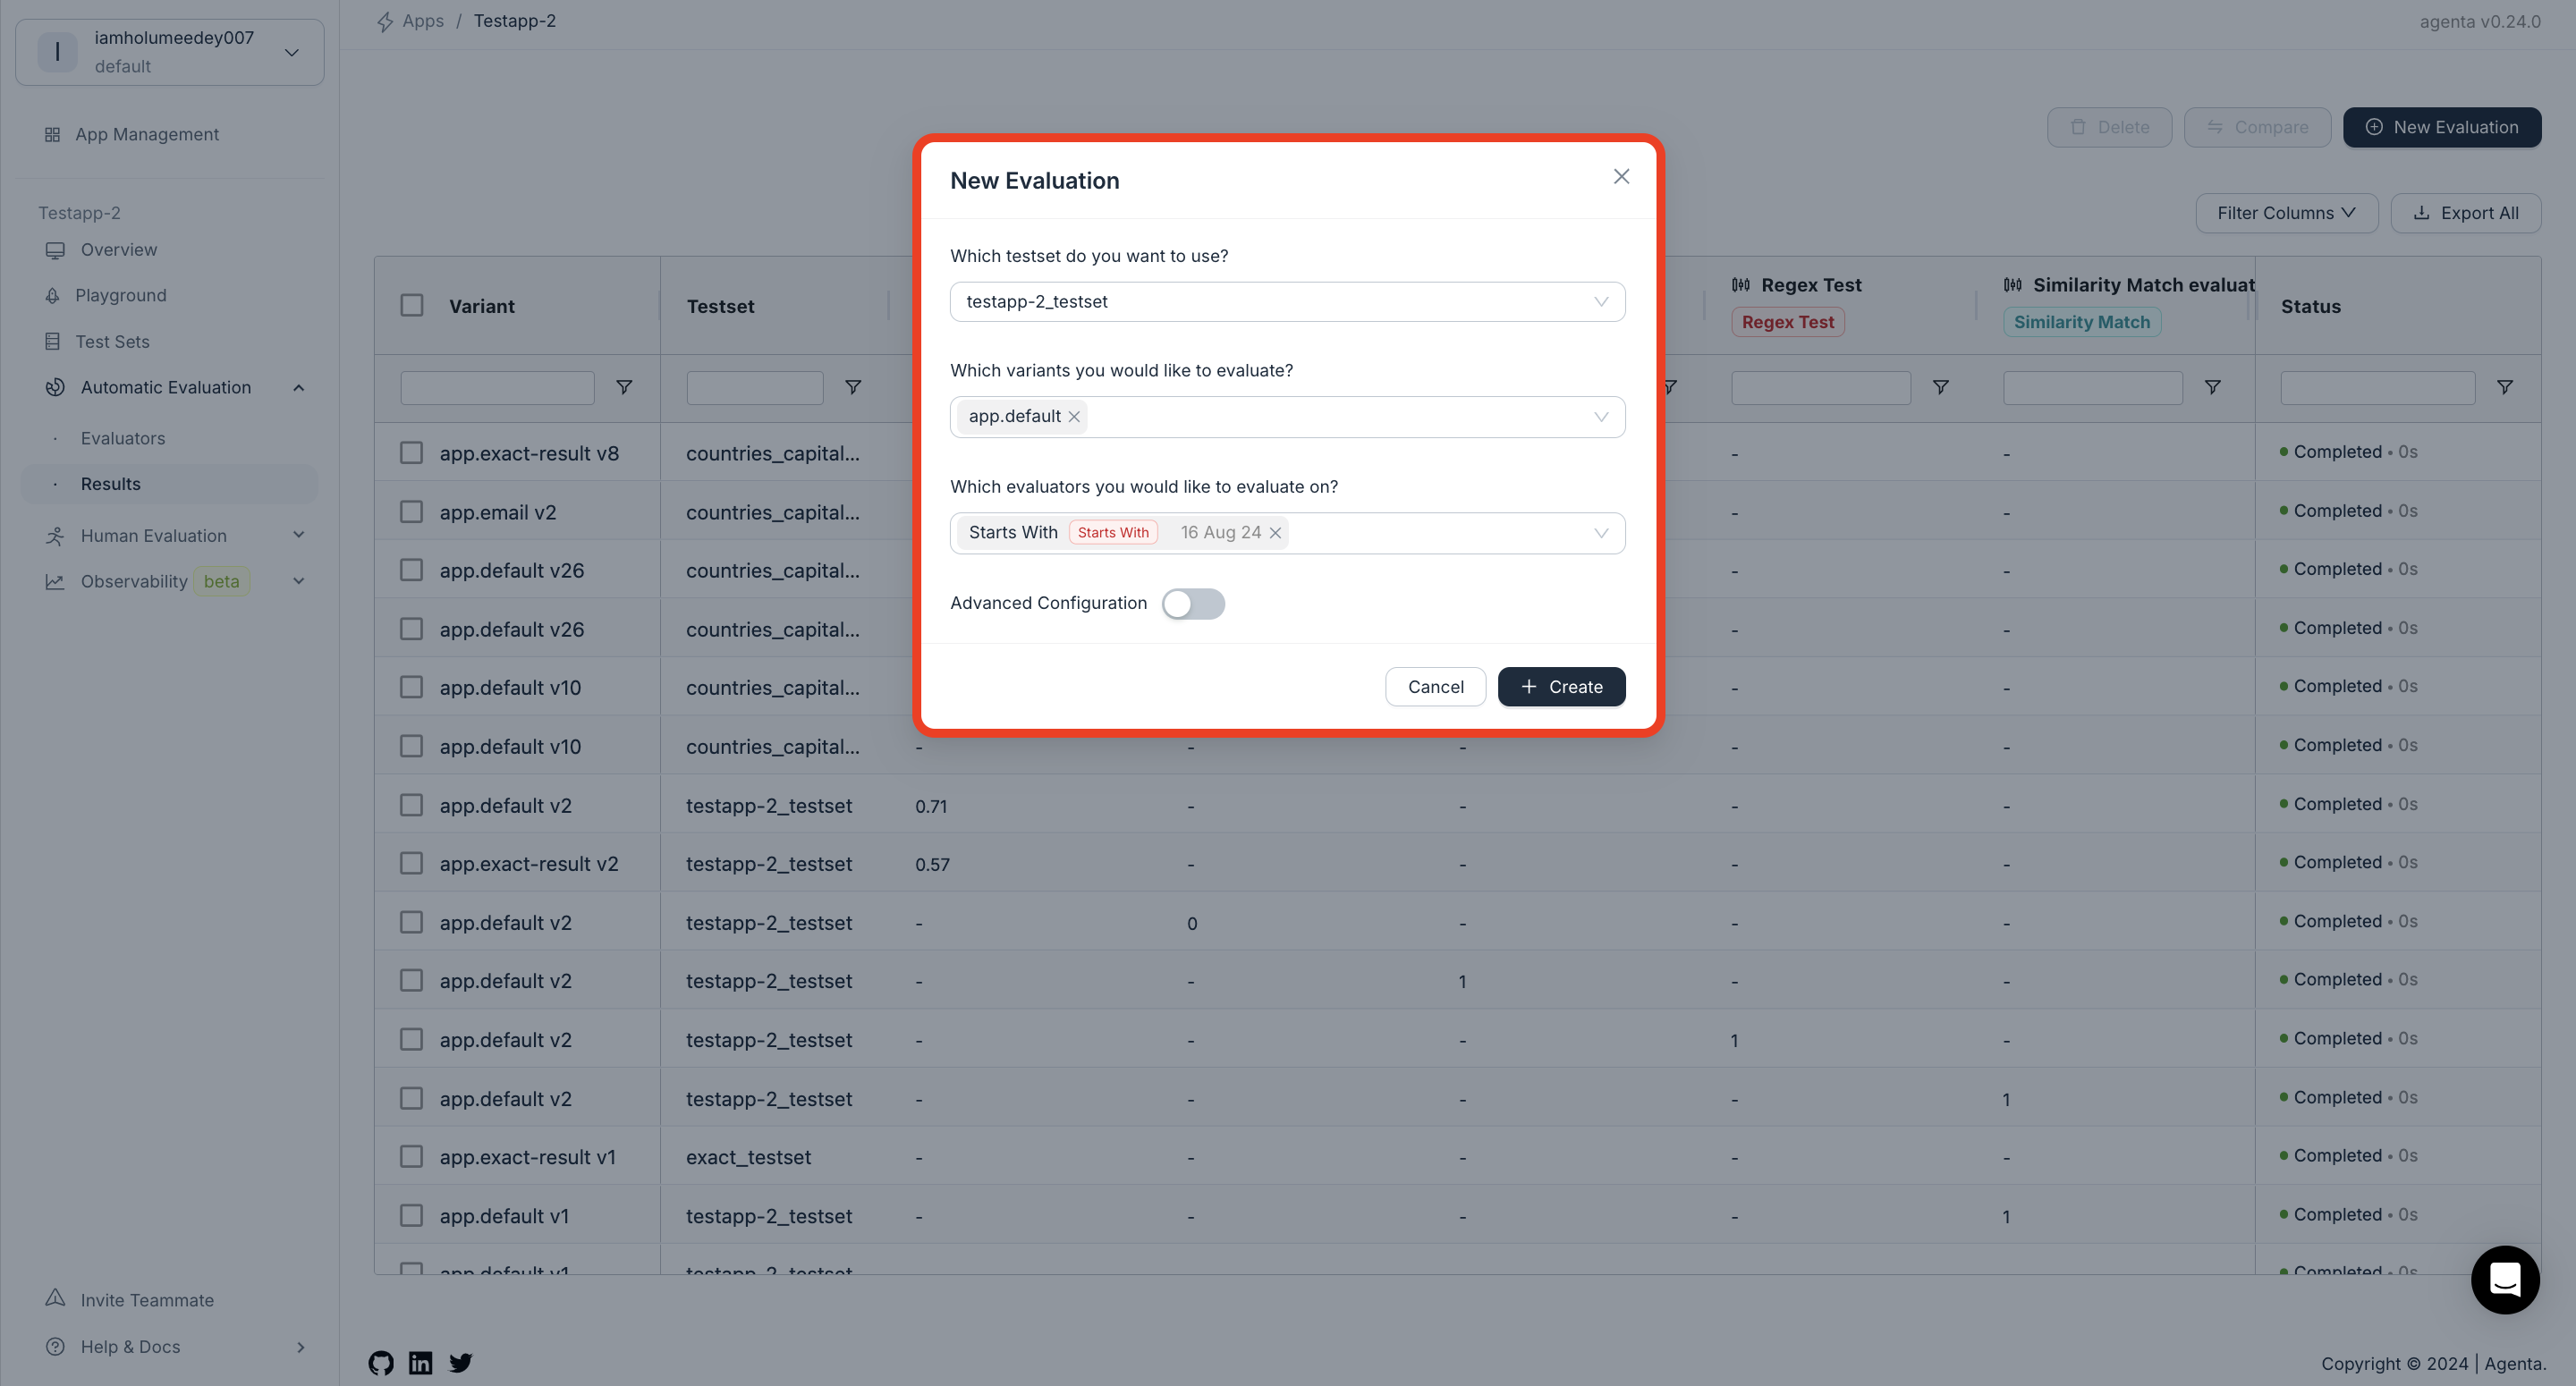 I
iamholumeedey007
default
App Management
Testapp-2
Overview
Playground
Test Sets
Automatic Evaluation
· Evaluators
· Results
Human Evaluation
Observability beta
Invite Teammate
Help & Docs
Apps / Testapp-2
agenta v0.24.0
Delete
Compare
New Evaluation
Filter Columns
Export All
Variant
Testset
Regex Test
Regex Test
Similarity Match evaluat
Similarity Match
Status
New Evaluation
Which testset do you want to use?
testapp-2_testset
Which variants you would like to evaluate?
app.default
Which evaluators you would like to evaluate on?
Starts With Starts With 16 Aug 24
Advanced Configuration
Cancel
Create
app.exact-result v8 countries_capital... - - Completed • 0s
app.email v2 countries_capital... - - Completed • 0s
app.default v26 countries_capital... - - Completed • 0s
app.default v26 countries_capital... - - Completed • 0s
app.default v10 countries_capital... - - Completed • 0s
app.default v10 countries_capital... - - - - - Completed • 0s
app.default v2 testapp-2_testset 0.71 - - - - Completed • 0s
app.exact-result v2 testapp-2_testset 0.57 - - - - Completed • 0s
app.default v2 testapp-2_testset - 0 - - - Completed • 0s
app.default v2 testapp-2_testset - - 1 - - Completed • 0s
app.default v2 testapp-2_testset - - - 1 - Completed • 0s
app.default v2 testapp-2_testset - - - - 1 Completed • 0s
app.exact-result v1 exact_testset - - - - - Completed • 0s
app.default v1 testapp-2_testset - - - - 1 Completed • 0s
app.default v1 testapp-2_testset Completed • 0s
Copyright © 2024 | Agenta.